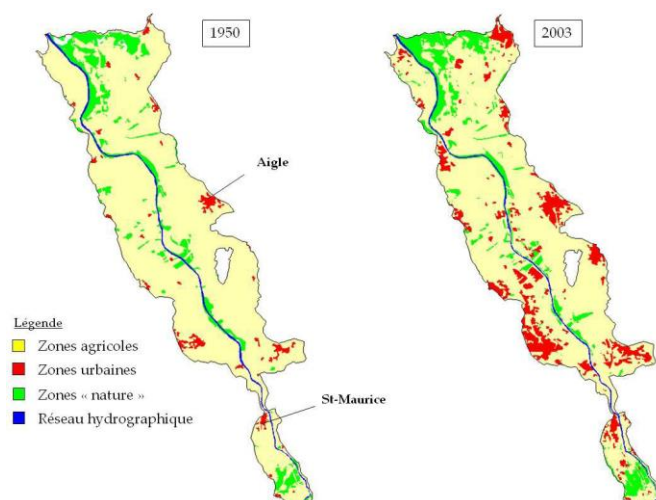 1950
2003
Aigle
Légende
Zones agricoles
Zones urbaines
Zones « nature »
Réseau hydrographique
St-Maurice